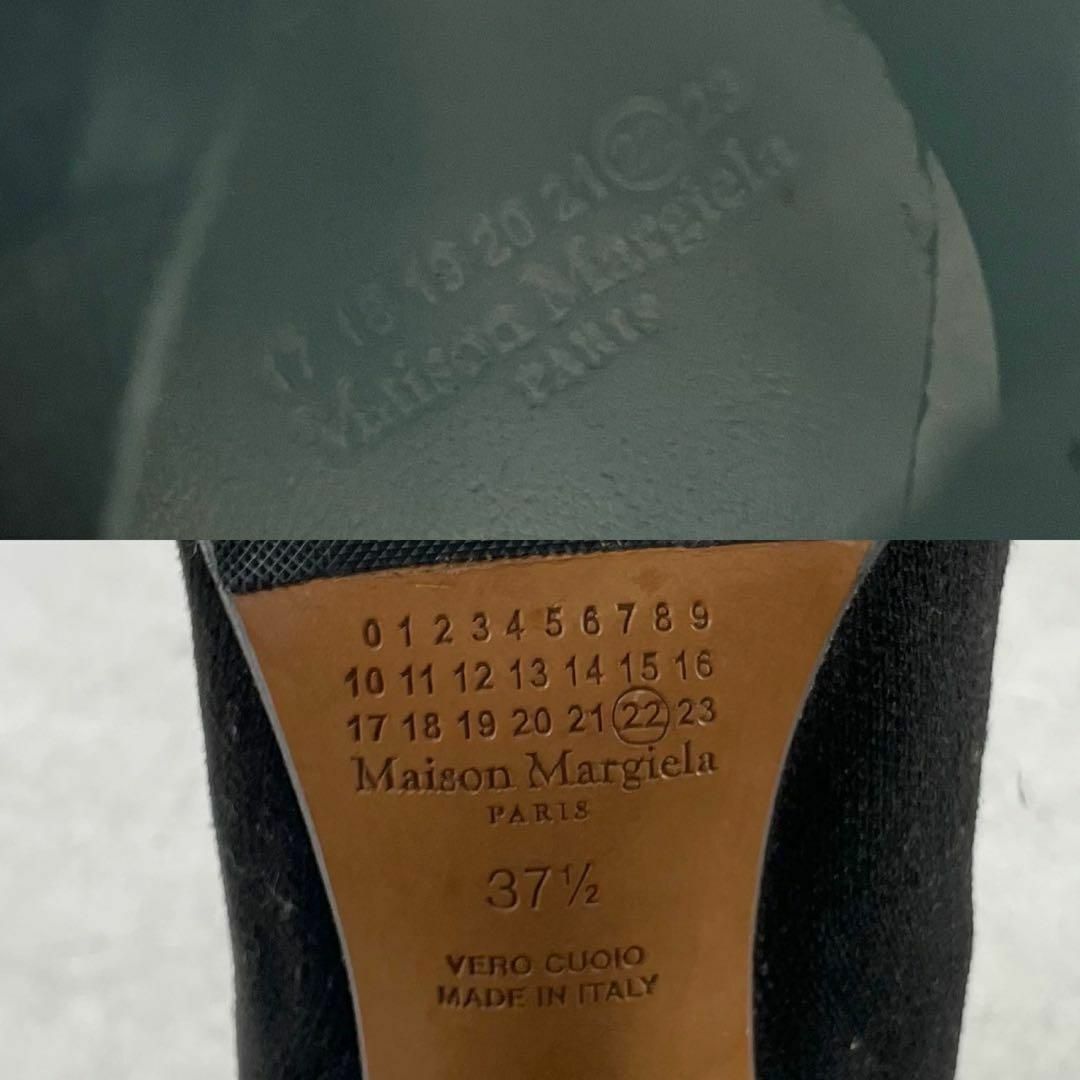 17 18 19 20 21 22 23
Maison Margiela
PARIS
0 1 2 3 4 5 6 7 8 9
10 11 12 13 14 15 16
17 18 19 20 21 22 23
Maison Margiela
PARIS
37½
VERO CUOIO
MADE IN ITALY